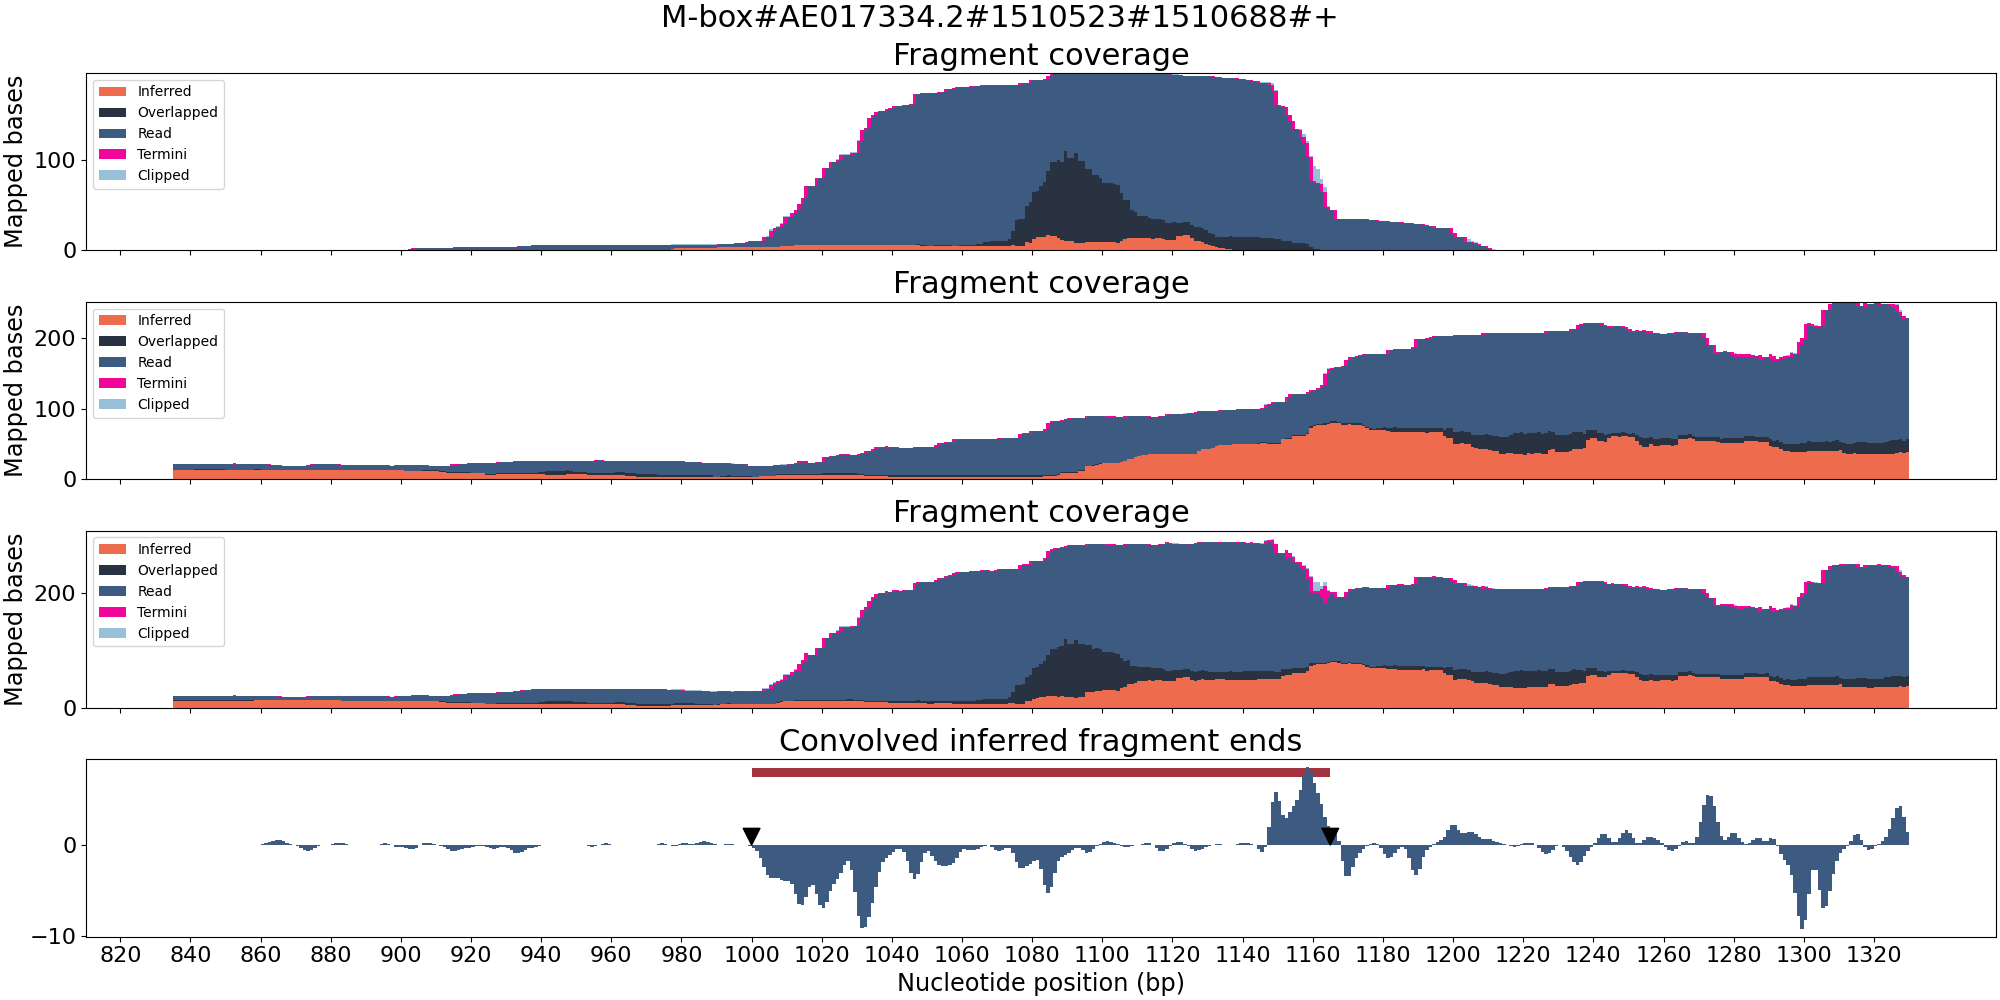 M-box#AE017334.2#1510523#1510688#+
Fragment coverage
Mapped bases
100
0
Inferred
Overlapped
Read
Termini
Clipped
Fragment coverage
Mapped bases
200
100
0
Inferred
Overlapped
Read
Termini
Clipped
Fragment coverage
Mapped bases
200
0
Inferred
Overlapped
Read
Termini
Clipped
Convolved inferred fragment ends
0
−10
820 840 860 880 900 920 940 960 980 1000 1020 1040 1060 1080 1100 1120 1140 1160 1180 1200 1220 1240 1260 1280 1300 1320
Nucleotide position (bp)